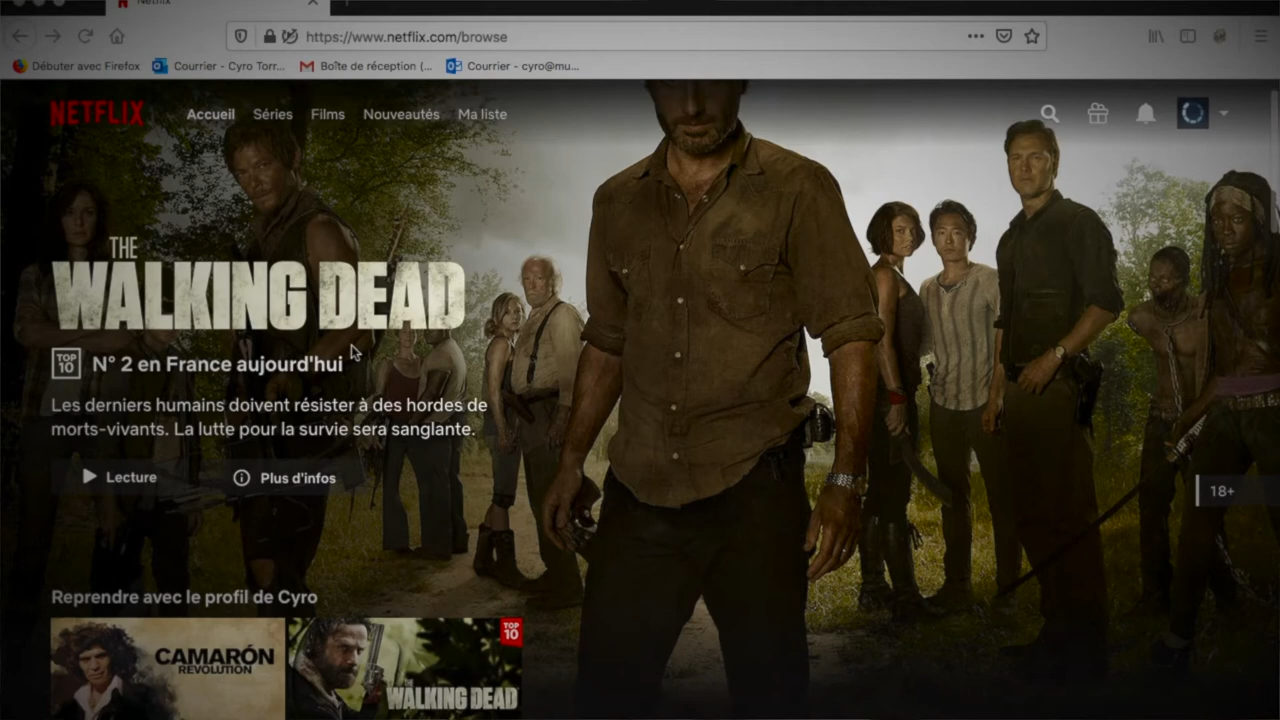 Netflix
https://www.netflix.com/browse
Débuter avec Firefox
Courrier - Cyro Torr...
Boîte de réception (...
Courrier - cyro@mu...
NETFLIX
Accueil
Séries
Films
Nouveautés
Ma liste
THE
WALKING DEAD
TOP
10
N° 2 en France aujourd'hui
Les derniers humains doivent résister à des hordes de
morts-vivants. La lutte pour la survie sera sanglante.
Lecture
Plus d'infos
18+
Reprendre avec le profil de Cyro
CAMARÓN
REVOLUTION
TOP
10
THE
WALKING DEAD